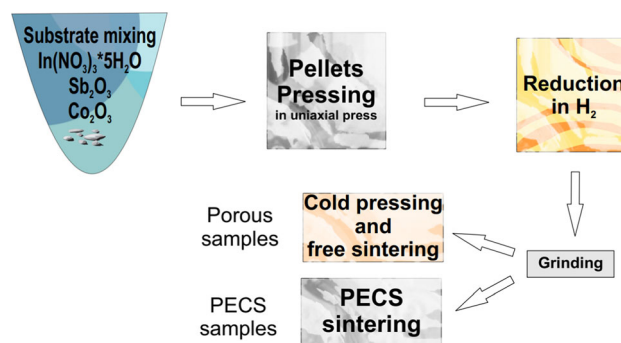 Substrate mixing
In(NO₃)₃*5H₂O
Sb₂O₃
Co₂O₃
Pellets
Pressing
in uniaxial press
Reduction
in H₂
Porous
samples
Cold pressing
and
free sintering
Grinding
PECS
samples
PECS
sintering